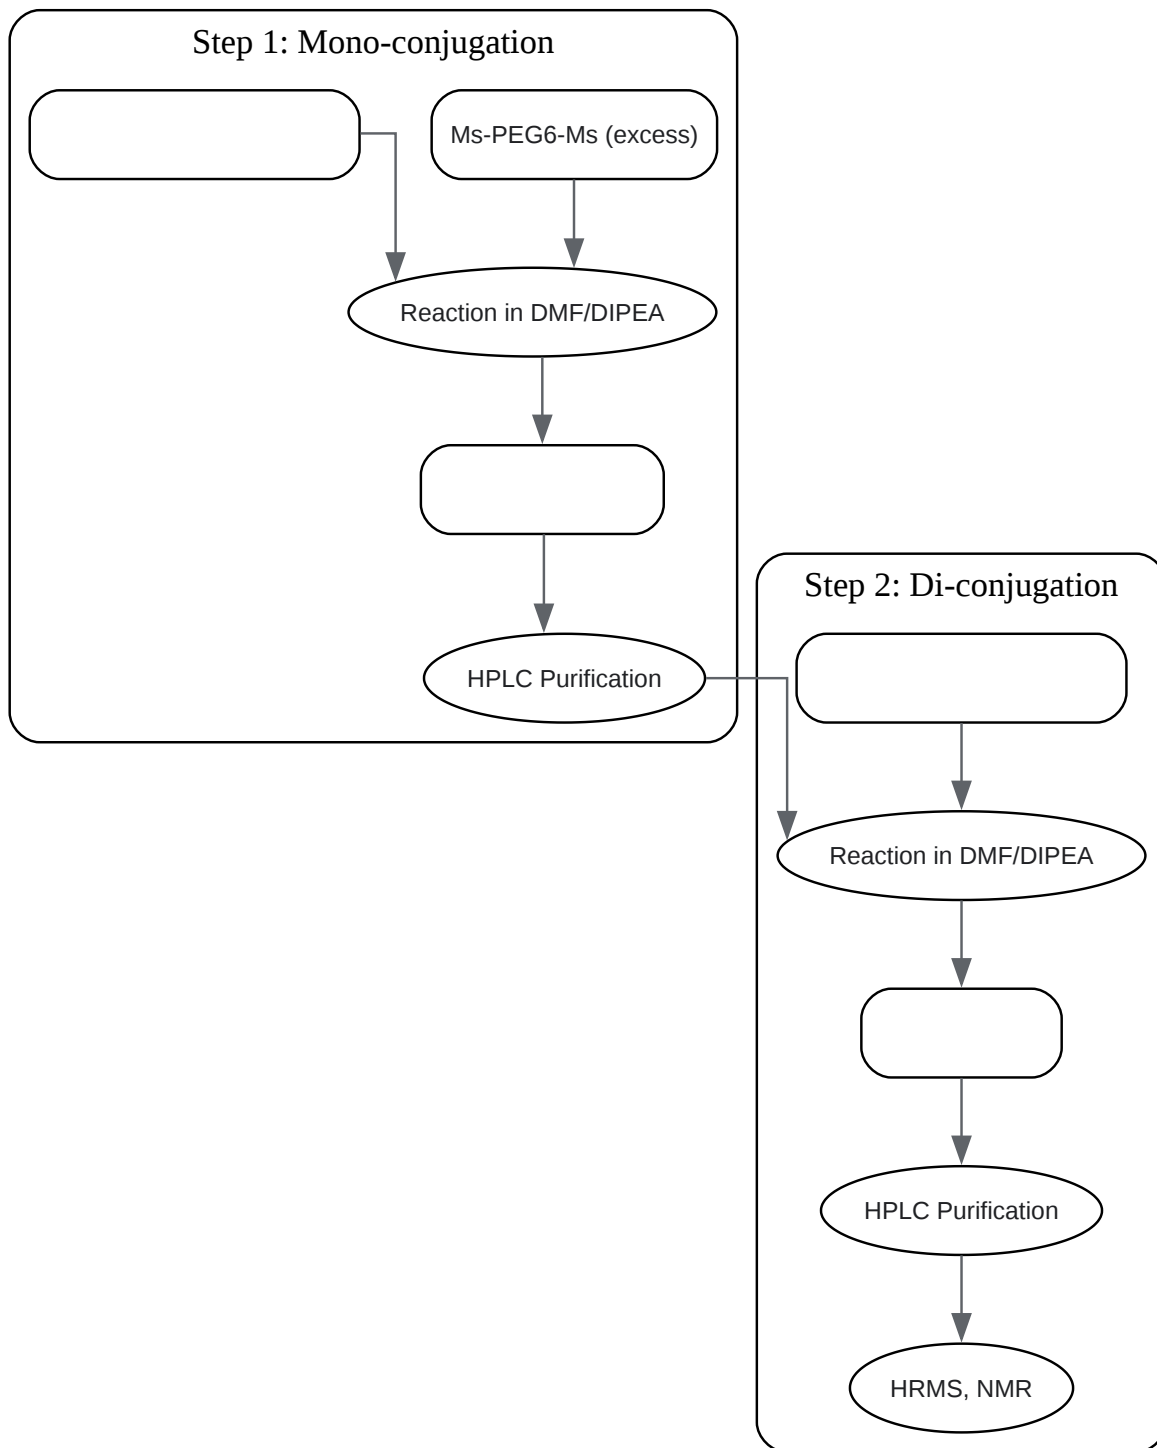 Step 1: Mono-conjugation
Ms-PEG6-Ms (excess)
Reaction in DMF/DIPEA
HPLC Purification
Step 2: Di-conjugation
Reaction in DMF/DIPEA
HPLC Purification
HRMS, NMR